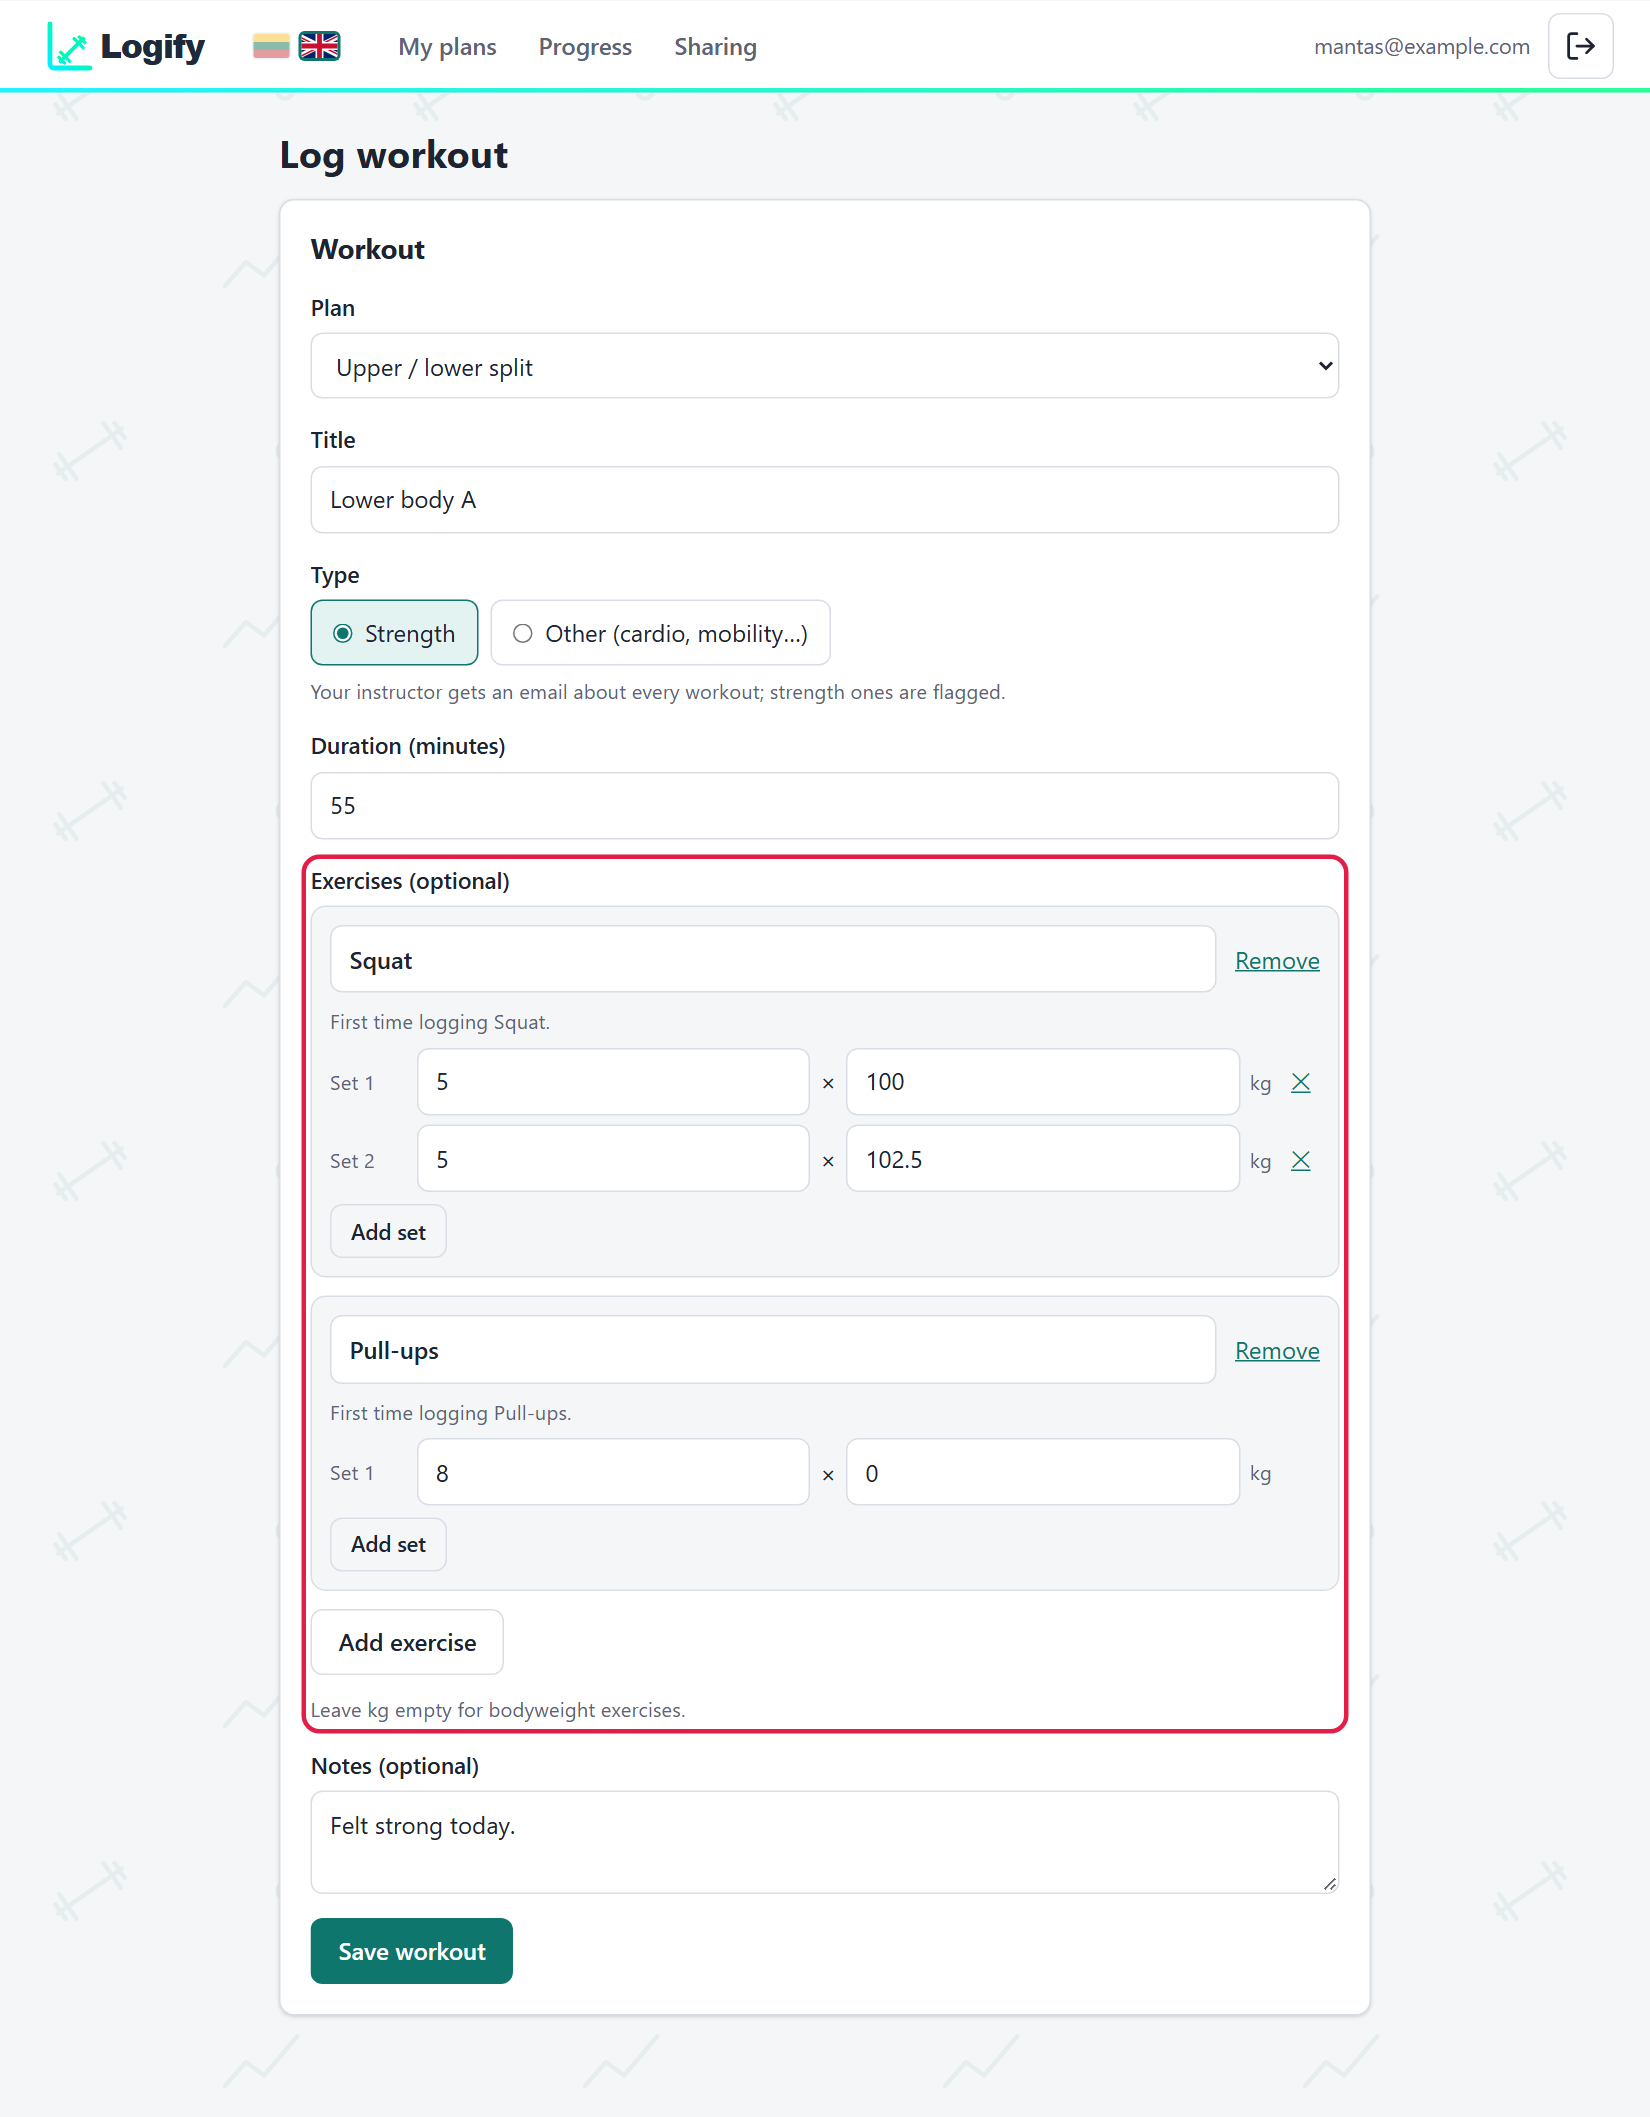 Logify
My plans
Progress
Sharing
mantas@example.com
Log workout
Workout
Plan
Upper / lower split
Title
Lower body A
Type
Strength
Other (cardio, mobility...)
Your instructor gets an email about every workout; strength ones are flagged.
Duration (minutes)
55
Exercises (optional)
Squat
Remove
First time logging Squat.
Set 1
5
×
100
kg
Set 2
5
×
102.5
kg
Add set
Pull-ups
Remove
First time logging Pull-ups.
Set 1
8
×
0
kg
Add set
Add exercise
Leave kg empty for bodyweight exercises.
Notes (optional)
Felt strong today.
Save workout